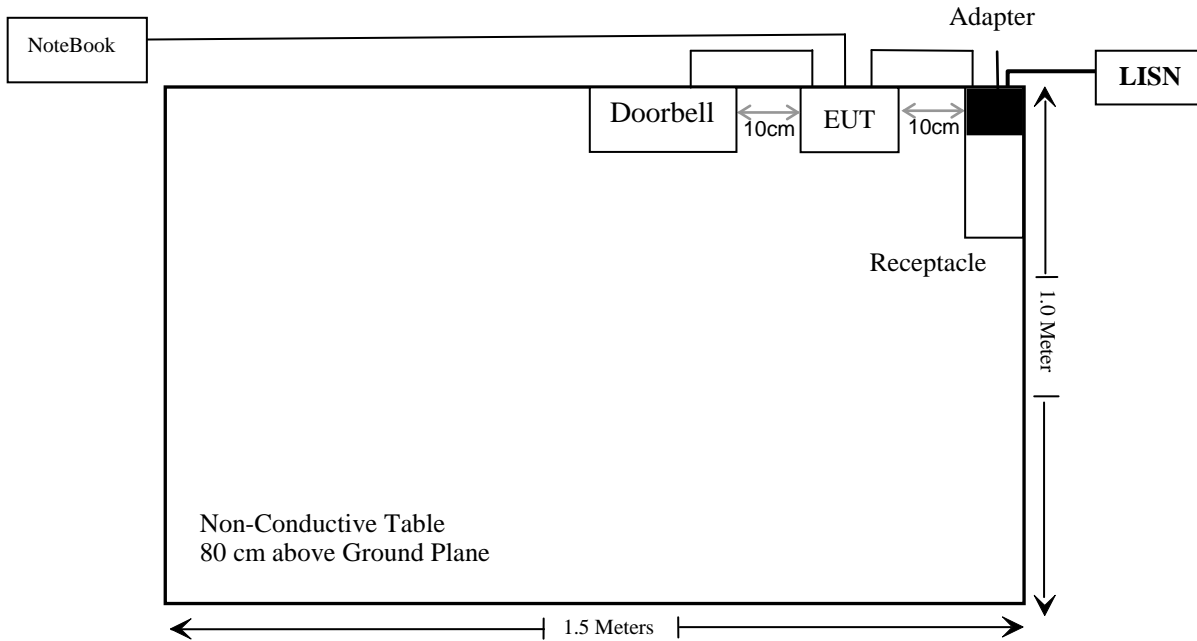 Adapter
NoteBook
LISN
Doorbell
10cm
EUT
10cm
Receptacle
1.0 Meter
Non-Conductive Table
80 cm above Ground Plane
1.5 Meters